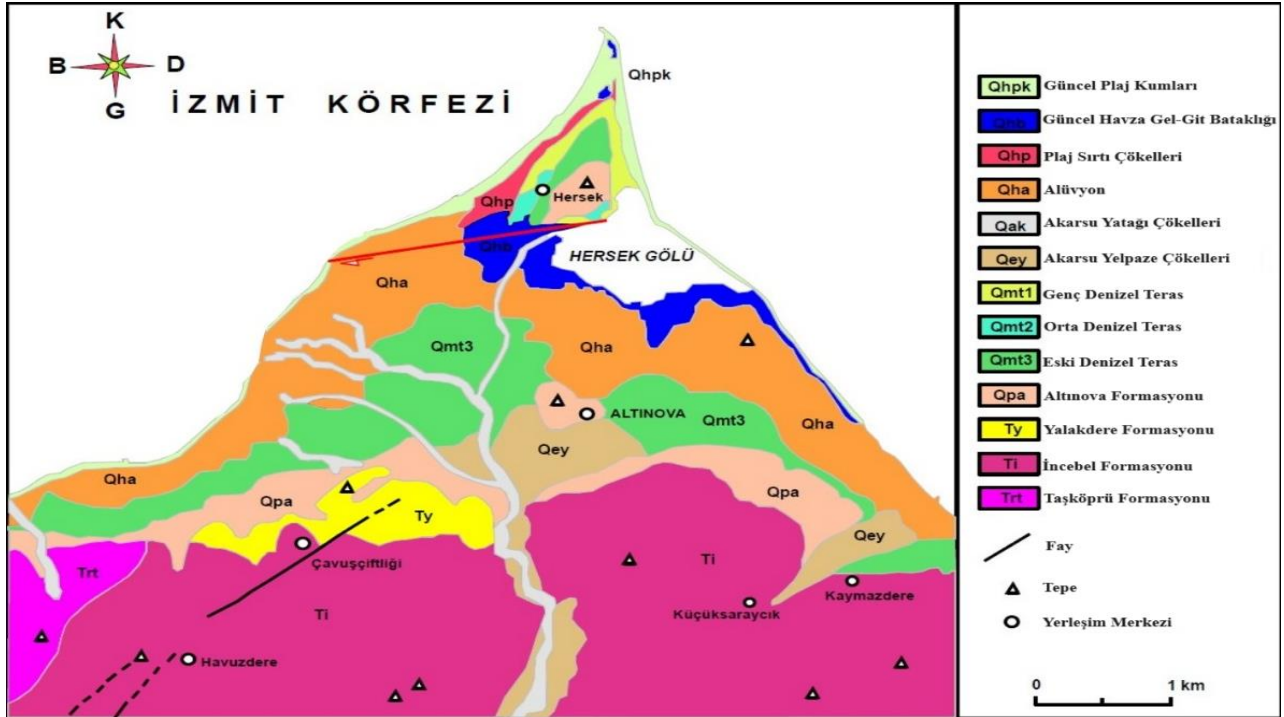 K
B D
G
İZMİT KÖRFEZİ
Qhpk
Qhp
Hersek
Qhb
HERSEK GÖLÜ
Qha
Qmt3
Qha
ALTINOVA
Qmt3
Qha
Qey
Qha
Qpa
Qpa
Ty
Qey
Trt
Çavuşçiftliği
Ti
Ti
Kaymazdere
Küçüksaraycık
Havuzdere
Qhpk Güncel Plaj Kumları
Qhb Güncel Havza Gel-Git Bataklığı
Qhp Plaj Sırtı Çökelleri
Qha Alüvyon
Qak Akarsu Yatağı Çökelleri
Qey Akarsu Yelpaze Çökelleri
Qmt1 Genç Denizel Teras
Qmt2 Orta Denizel Teras
Qmt3 Eski Denizel Teras
Qpa Altınova Formasyonu
Ty Yalakdere Formasyonu
Ti İncebel Formasyonu
Trt Taşköprü Formasyonu
Fay
Tepe
Yerleşim Merkezi
0 1 km